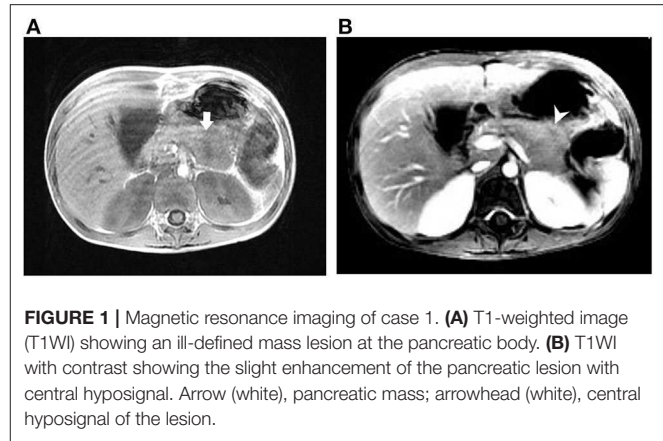 A
B
FIGURE 1 | Magnetic resonance imaging of case 1. (A) T1-weighted image
(T1WI) showing an ill-defined mass lesion at the pancreatic body. (B) T1WI
with contrast showing the slight enhancement of the pancreatic lesion with
central hyposignal. Arrow (white), pancreatic mass; arrowhead (white), central
hyposignal of the lesion.